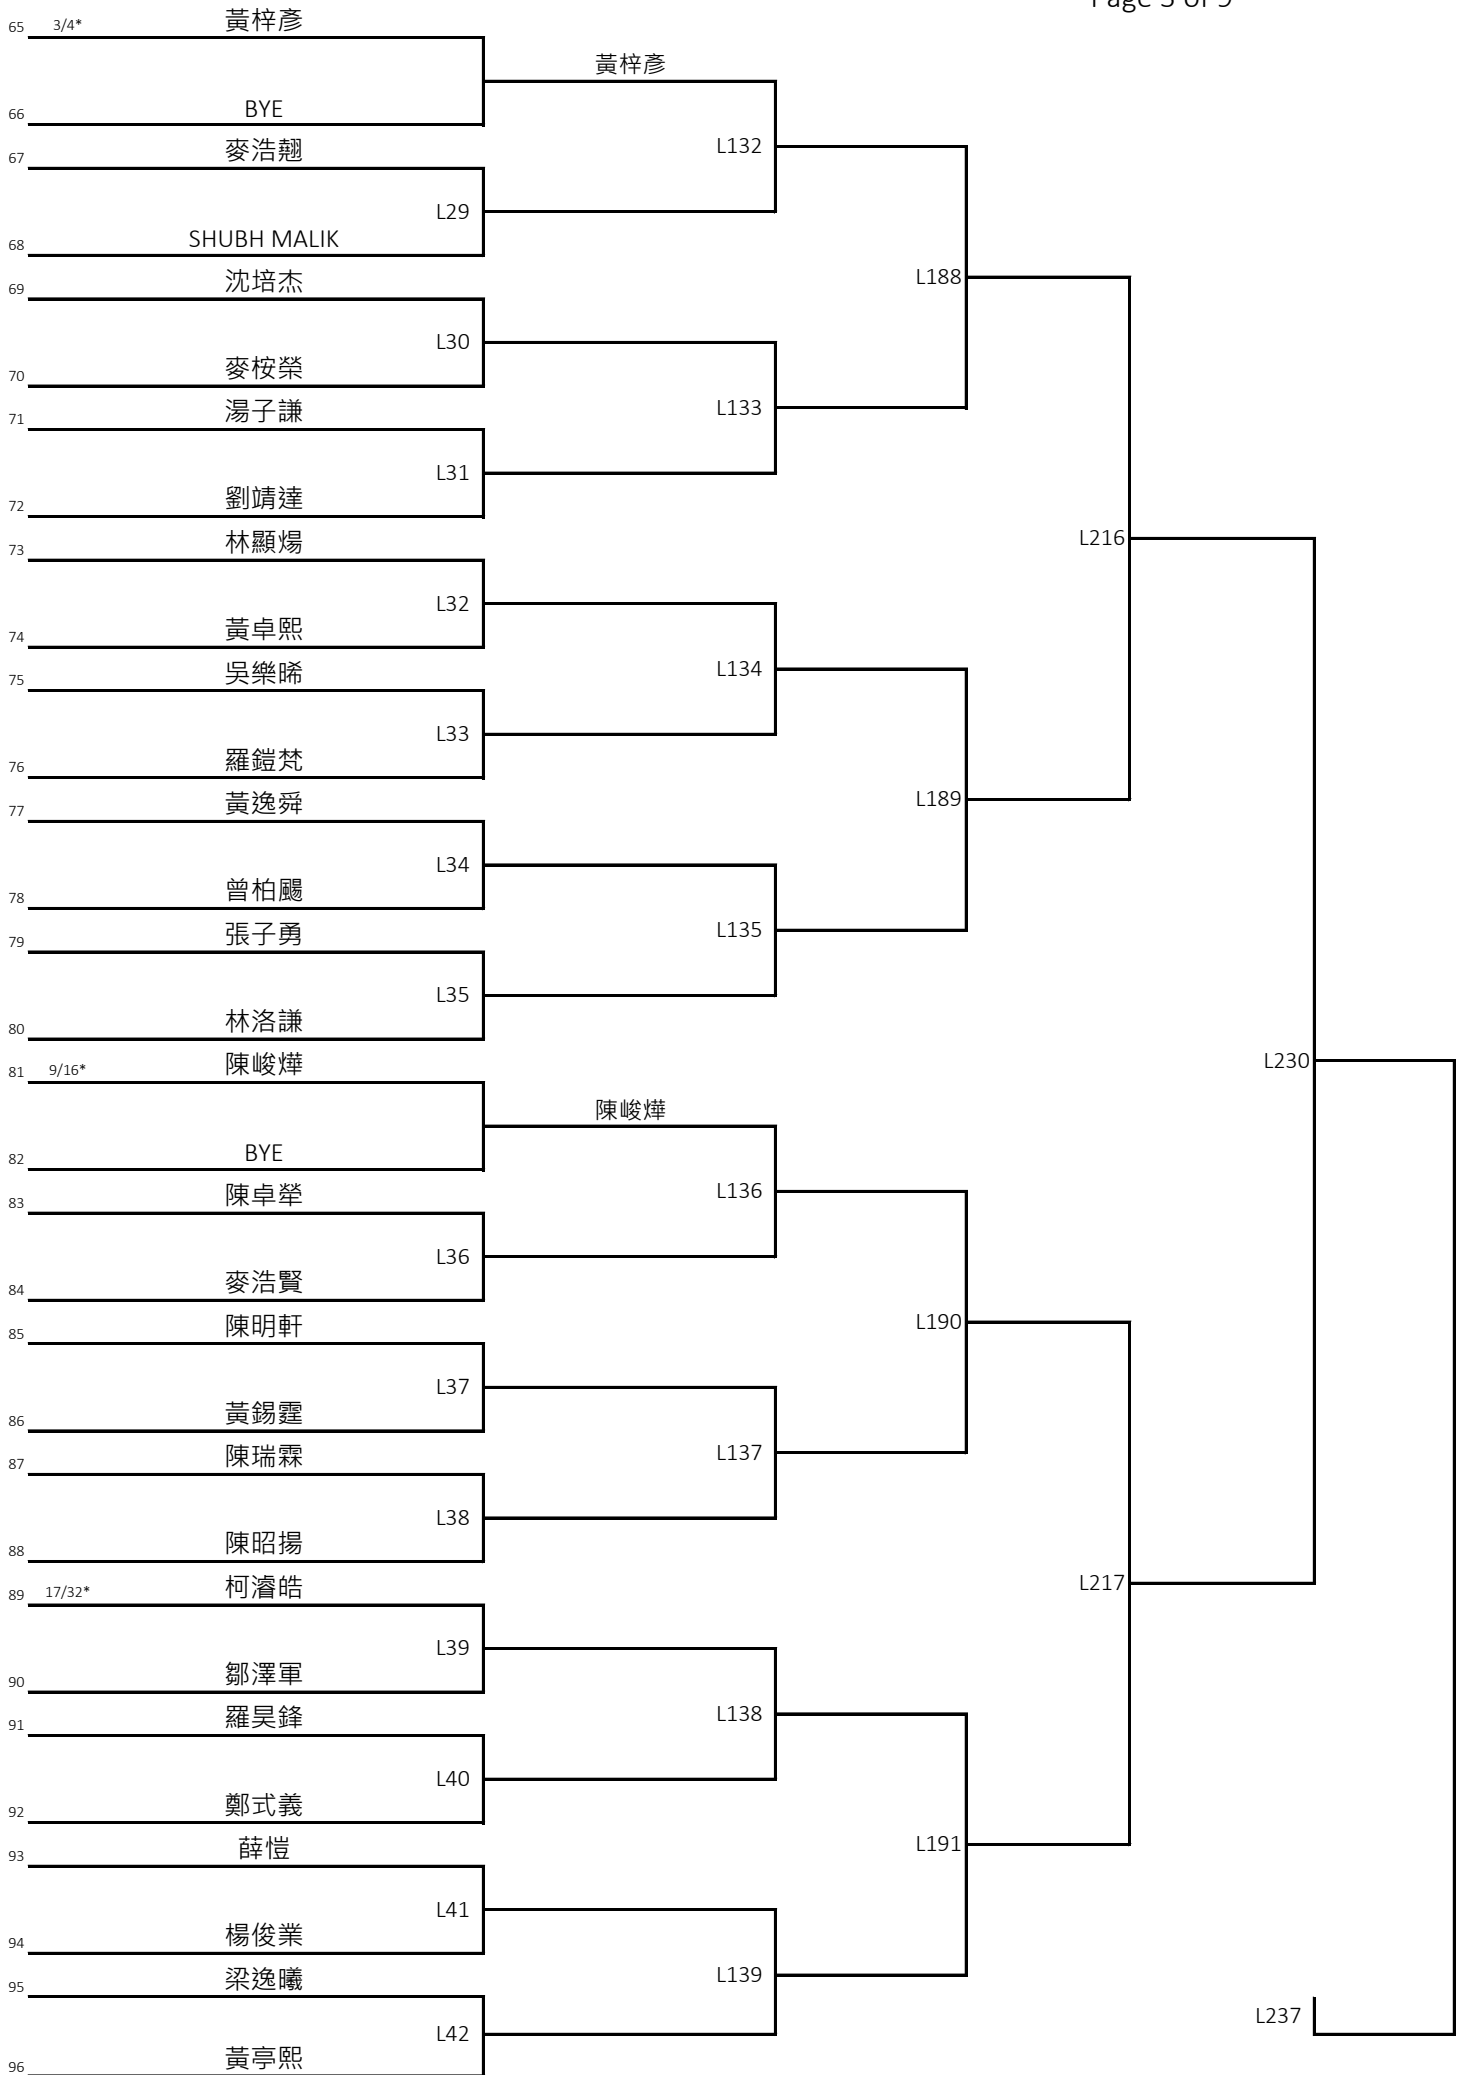 65 3/4* 黃梓彥
黃梓彥
66 BYE
L132
67 麥浩翹
L29
68 SHUBH MALIK
L188
69 沈培杰
L30
70 麥桉榮
L133
71 湯子謙
L31
72 劉靖達
L216
73 林顯煬
L32
74 黃卓熙
L134
75 吳樂晞
L33
76 羅鎧梵
L189
77 黃逸舜
L34
78 曾柏颺
L135
79 張子勇
L35
80 林洛謙
L230
81 9/16* 陳峻燁
陳峻燁
82 BYE
L136
83 陳卓犖
L36
84 麥浩賢
L190
85 陳明軒
L37
86 黃錫霆
L137
87 陳瑞霖
L38
88 陳昭揚
L217
89 17/32* 柯濬皓
L39
90 鄒澤軍
L138
91 羅昊鋒
L40
92 鄭式義
L191
93 薛愷
L41
94 楊俊業
L139
95 梁逸曦
L237
L42
96 黃亭熙